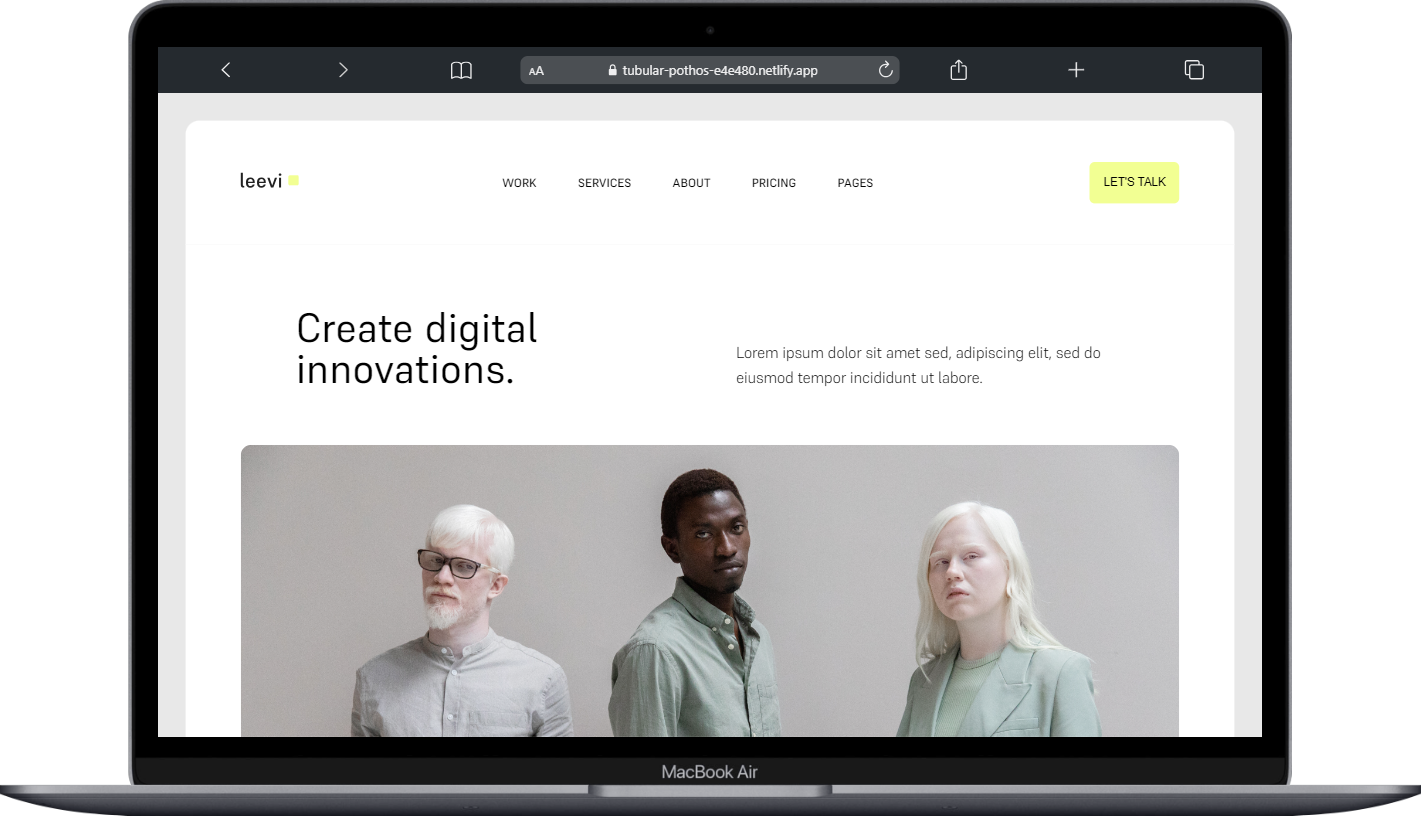 AA tubular-pothos-e4e480.netlify.app
leevi WORK SERVICES ABOUT PRICING PAGES LET'S TALK
Create digital
innovations.
Lorem ipsum dolor sit amet sed, adipiscing elit, sed do
eiusmod tempor incididunt ut labore.
MacBook Air